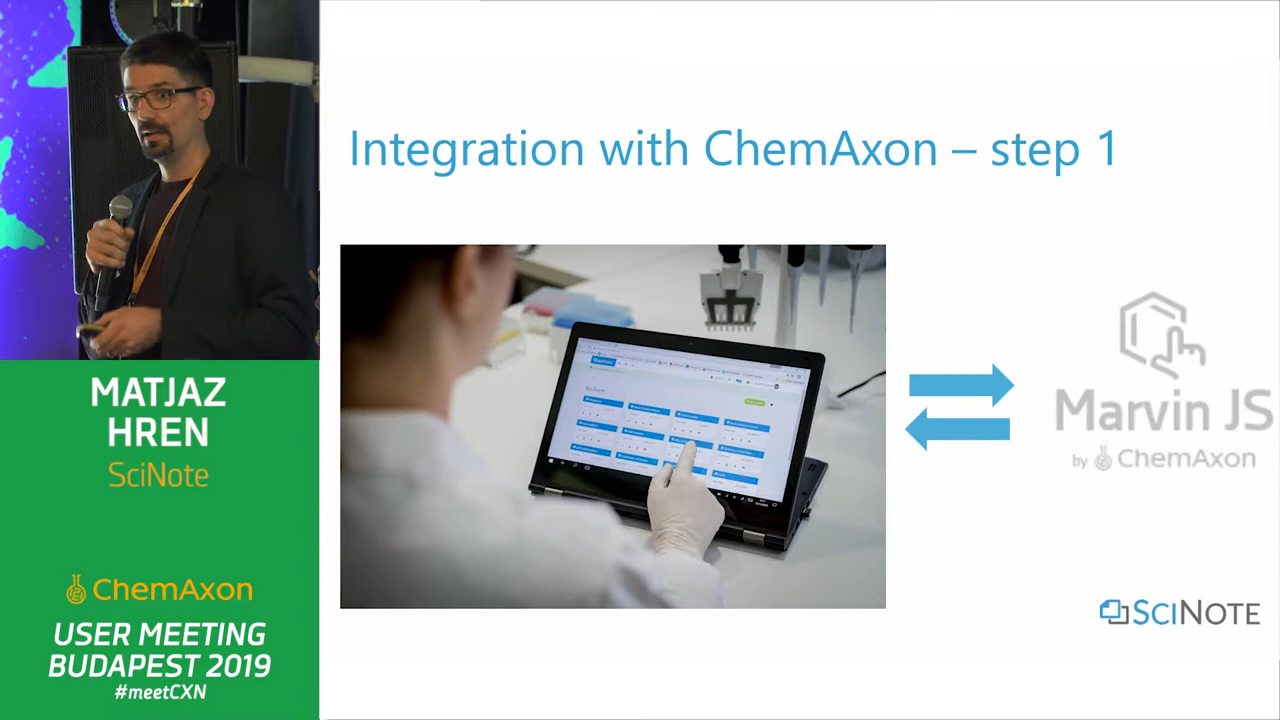 Integration with ChemAxon – step 1
Marvin JS
by ChemAxon
SCINOTE
MATJAZ
HREN
SciNote
ChemAxon
USER MEETING
BUDAPEST 2019
#meetCXN